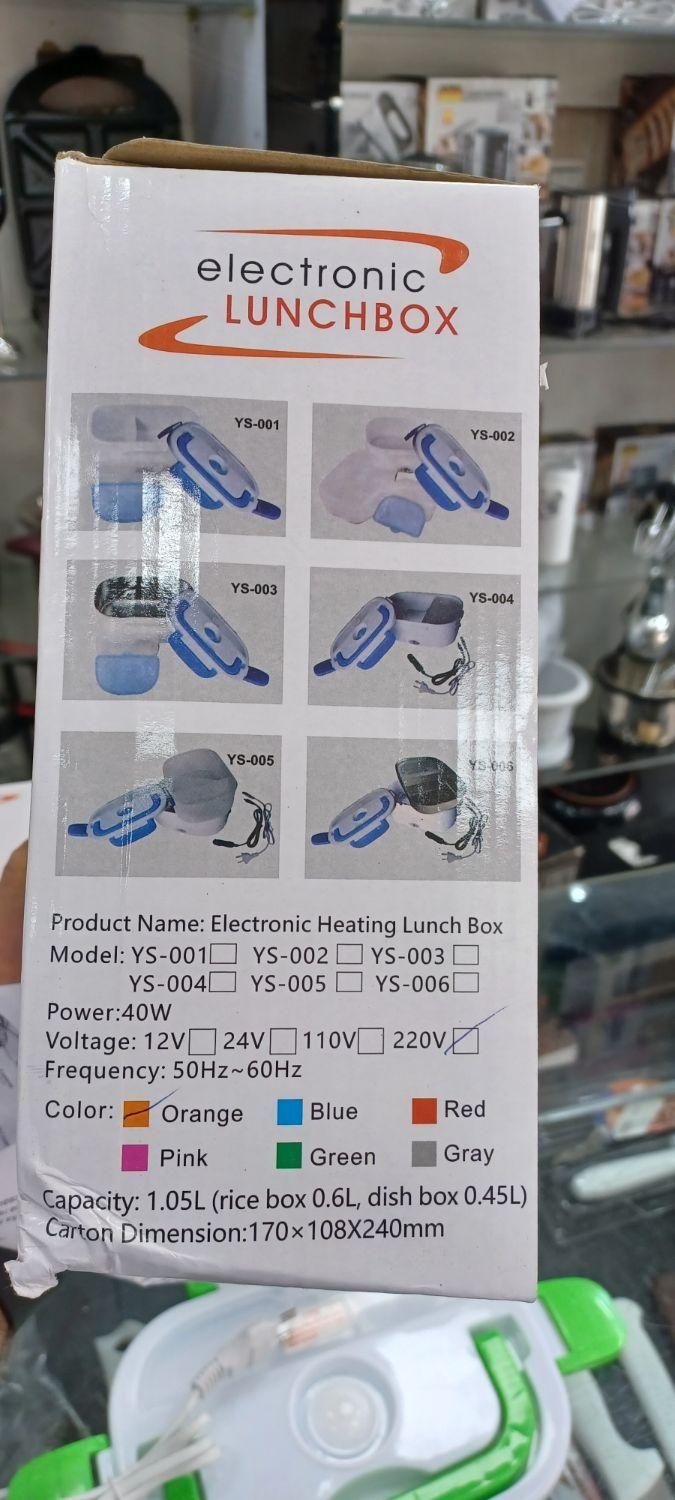 electronic
LUNCHBOX
YS-001
YS-002
YS-003
YS-004
YS-005
YS-006
Product Name: Electronic Heating Lunch Box
Model: YS-001 YS-002 YS-003
YS-004 YS-005 YS-006
Power:40W
Voltage: 12V 24V 110V 220V
Frequency: 50Hz~60Hz
Color: Orange Blue Red
Pink Green Gray
Capacity: 1.05L (rice box 0.6L, dish box 0.45L)
Carton Dimension:170×108X240mm